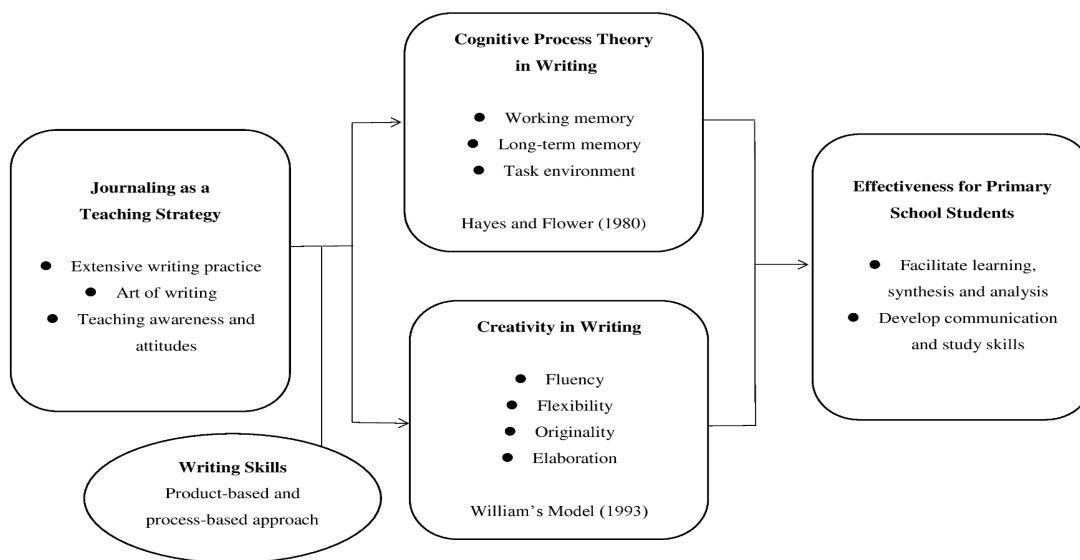 Journaling as a
Teaching Strategy
● Extensive writing practice
● Art of writing
● Teaching awareness and
attitudes
Writing Skills
Product-based and
process-based approach
Cognitive Process Theory
in Writing
● Working memory
● Long-term memory
● Task environment
Hayes and Flower (1980)
Creativity in Writing
● Fluency
● Flexibility
● Originality
● Elaboration
William's Model (1993)
Effectiveness for Primary
School Students
● Facilitate learning,
synthesis and analysis
● Develop communication
and study skills